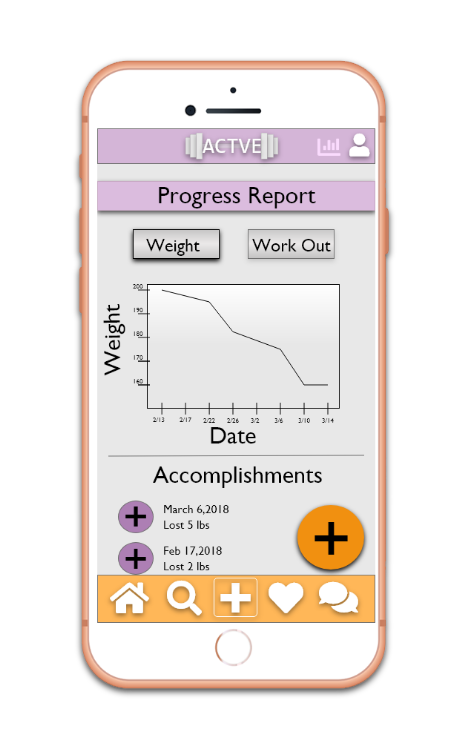 ACTVE
Progress Report
Weight
Work Out
Weight
200
190
180
170
160
2/13 2/17 2/22 2/26 3/2 3/6 3/10 3/14
Date
Accomplishments
March 6,2018
Lost 5 lbs
Feb 17,2018
Lost 2 lbs